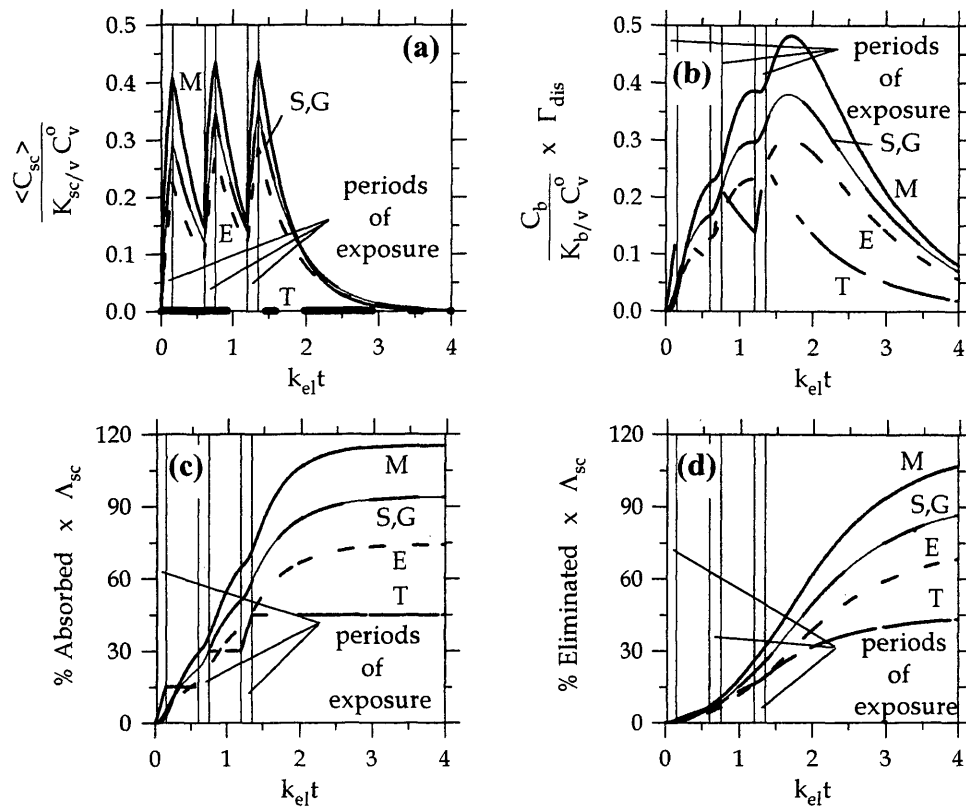 0.5
0.4
0.3
0.2
0.1
0.0
<C_sc>
K_sc/v C_v^o
(a)
M
S,G
E
T
periods
of
exposure
0 1 2 3 4
k_el t
0.5
0.4
0.3
0.2
0.1
0.0
C_b
K_b/v C_v^o
x Γ_dis
(b)
periods
of
exposure
S,G
M
E
T
0 1 2 3 4
k_el t
120
90
60
30
0
% Absorbed x Λ_sc
(c)
M
S,G
E
T
periods
of
exposure
0 1 2 3 4
k_el t
120
90
60
30
0
% Eliminated x Λ_sc
(d)
M
S,G
E
T
periods
of
exposure
0 1 2 3 4
k_el t